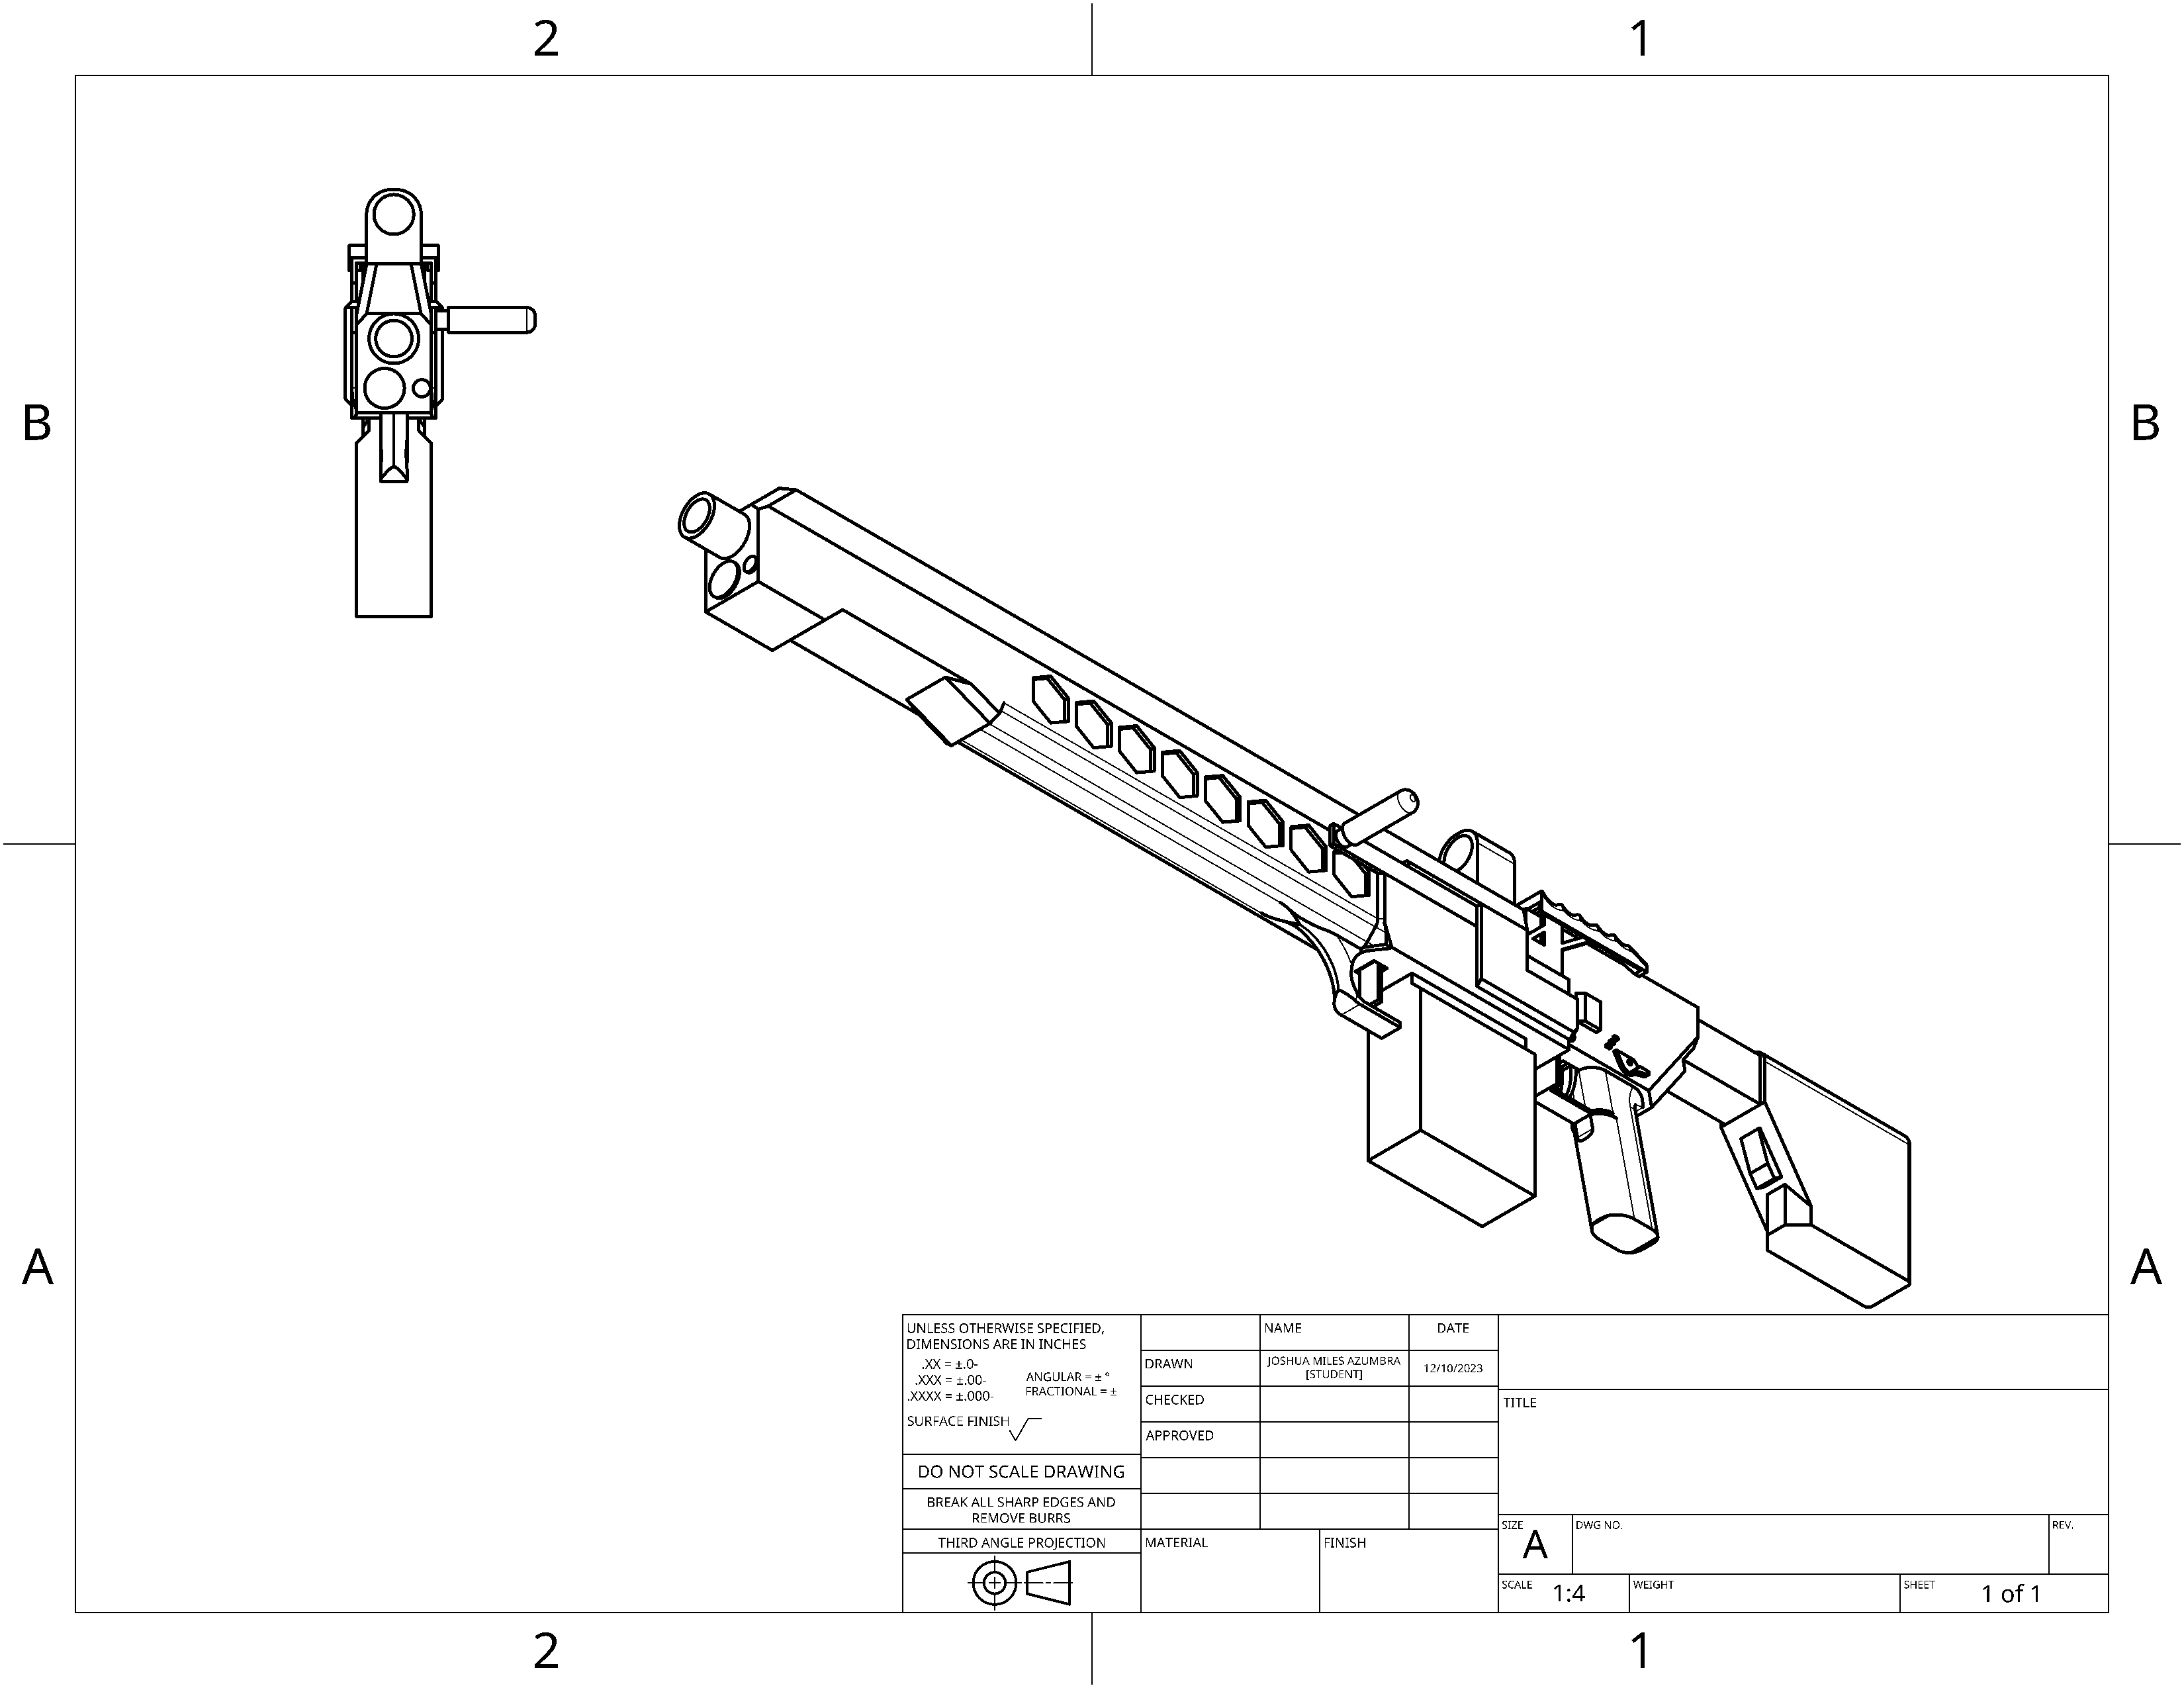 2 1
B B
A A
UNLESS OTHERWISE SPECIFIED,
DIMENSIONS ARE IN INCHES
.XX = ±.0-
.XXX = ±.00-
.XXXX = ±.000-
ANGULAR = ± °
FRACTIONAL = ±
SURFACE FINISH
DO NOT SCALE DRAWING
BREAK ALL SHARP EDGES AND
REMOVE BURRS
THIRD ANGLE PROJECTION
NAME DATE
DRAWN JOSHUA MILES AZUMBRA
[STUDENT] 12/10/2023
CHECKED
APPROVED
MATERIAL FINISH
TITLE
SIZE A DWG NO. REV.
SCALE 1:4 WEIGHT SHEET 1 of 1
2 1